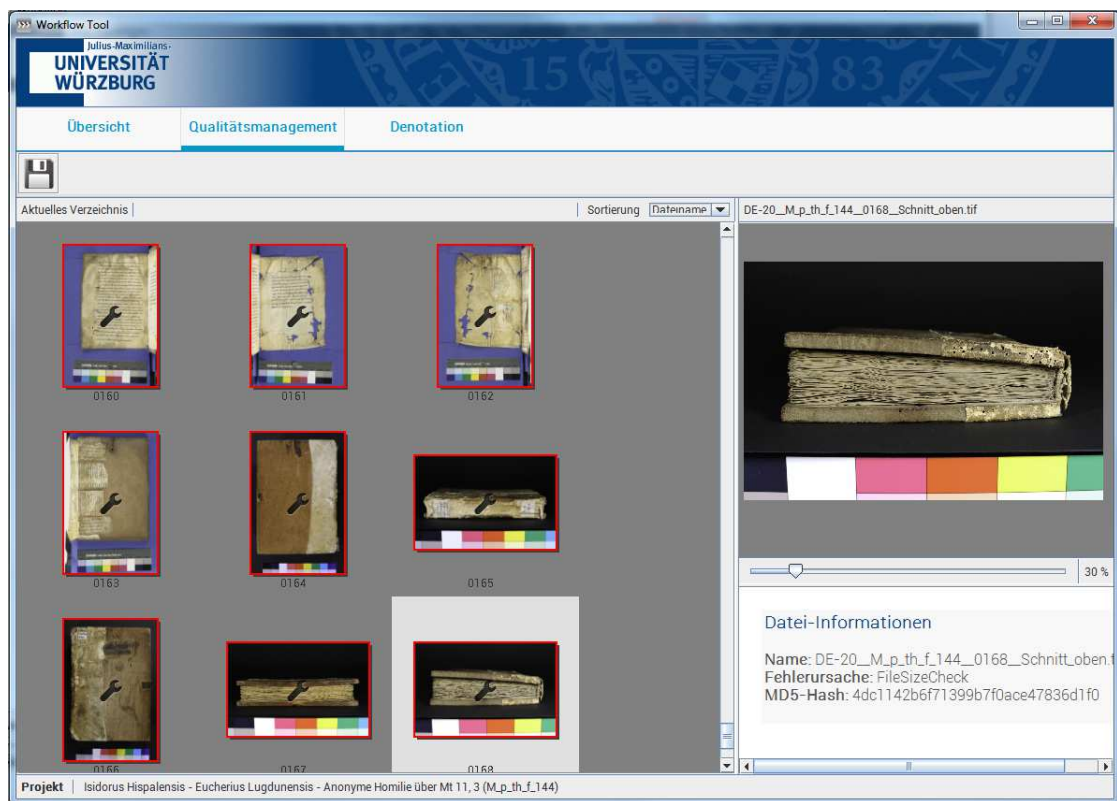 Workflow Tool
Julius-Maximilians-
UNIVERSITÄT
WÜRZBURG
15 83
Übersicht Qualitätsmanagement Denotation
Aktuelles Verzeichnis Sortierung Dateiname DE-20__M_p_th_f_144__0168__Schnitt_oben.tif
0160 0161 0162
0163 0164 0165
30 %
Datei-Informationen
Name: DE-20__M_p_th_f_144__0168__Schnitt_oben.t
Fehlerursache: FileSizeCheck
MD5-Hash: 4dc1142b6f71399b7f0ace47836d1f0
0166 0167 0168
Projekt Isidorus Hispalensis - Eucherius Lugdunensis - Anonyme Homilie über Mt 11, 3 (M_p_th_f_144)